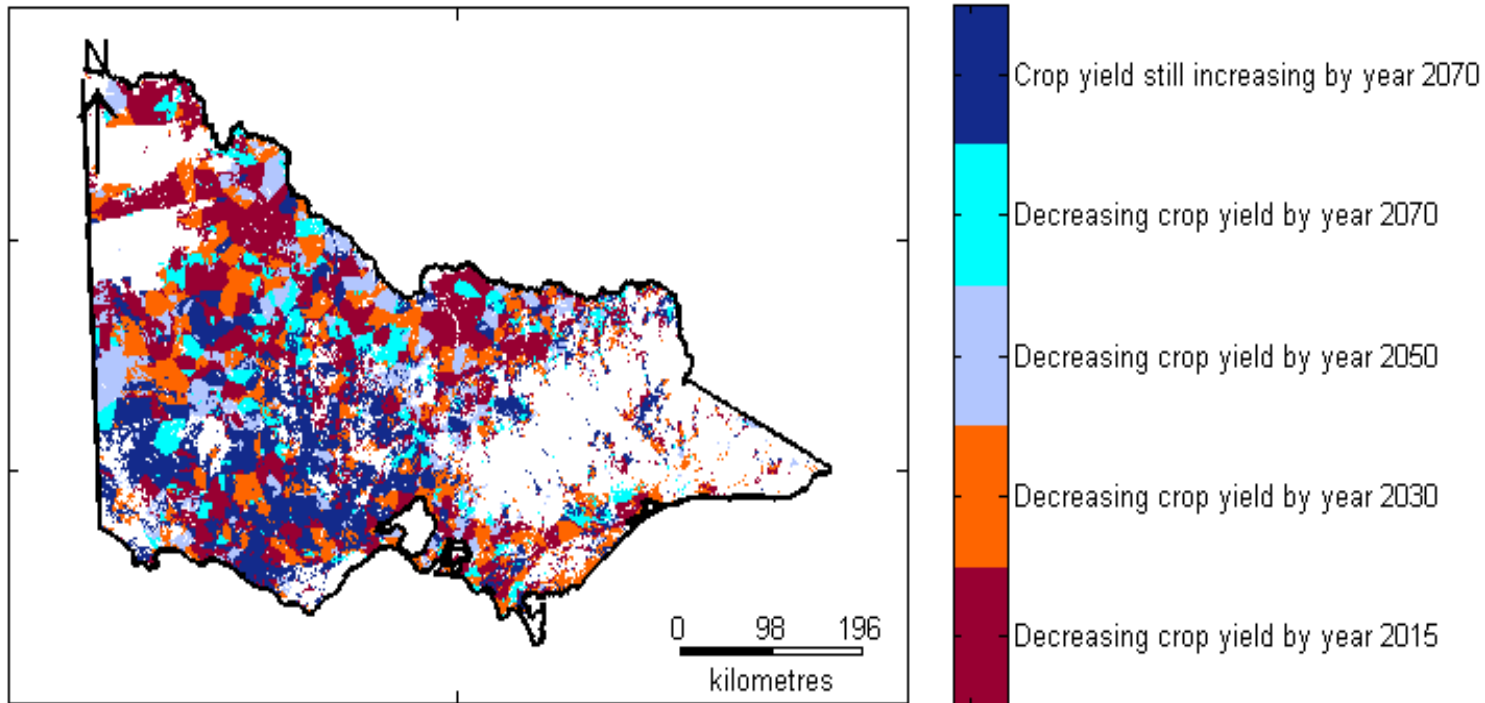 N
0 98 196
kilometres
Crop yield still increasing by year 2070
Decreasing crop yield by year 2070
Decreasing crop yield by year 2050
Decreasing crop yield by year 2030
Decreasing crop yield by year 2015